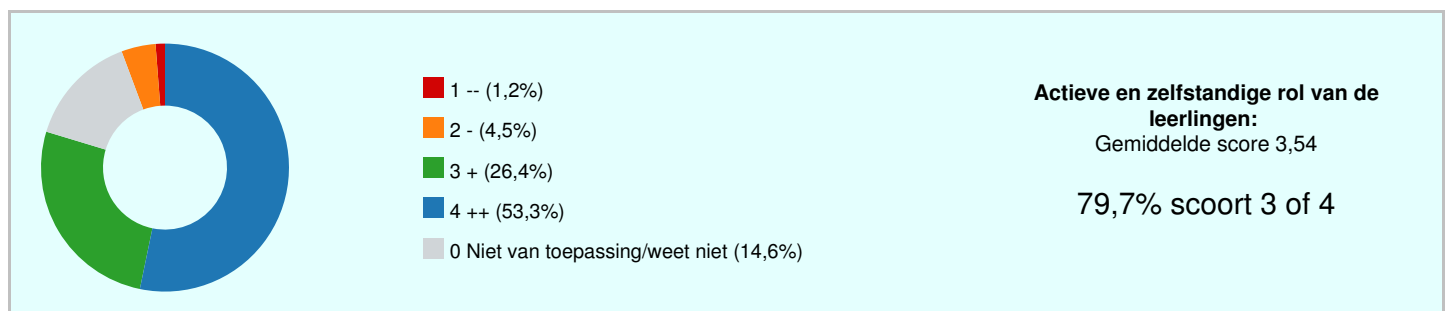 1 -- (1,2%)
2 - (4,5%)
3 + (26,4%)
4 ++ (53,3%)
0 Niet van toepassing/weet niet (14,6%)
Actieve en zelfstandige rol van de
leerlingen:
Gemiddelde score 3,54
79,7% scoort 3 of 4